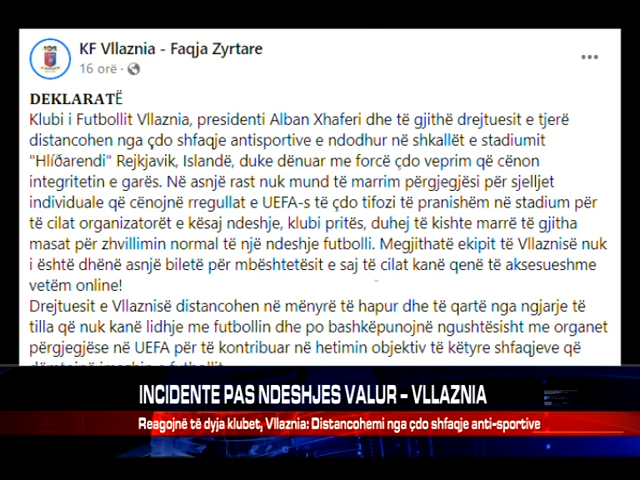 KF Vllaznia - Faqja Zyrtare
16 orë ·
DEKLARATË
Klubi i Futbollit Vllaznia, presidenti Alban Xhaferi dhe të gjithë drejtuesit e tjerë
distancohen nga çdo shfaqje antisportive e ndodhur në shkallët e stadiumit
"Hlíðarendi" Rejkjavik, Islandë, duke dënuar me forcë çdo veprim që cënon
integritetin e garës. Në asnjë rast nuk mund të marrim përgjegjësi për sjelljet
individuale që cënojnë rregullat e UEFA-s të çdo tifozi të pranishëm në stadium për
të cilat organizatorët e kësaj ndeshje, klubi pritës, duhej të kishte marrë të gjitha
masat për zhvillimin normal të një ndeshje futbolli. Megjithatë ekipit të Vllaznisë nuk
i është dhënë asnjë biletë për mbështetësit e saj të cilat kanë qenë të aksesueshme
vetëm online!
Drejtuesit e Vllaznisë distancohen në mënyrë të hapur dhe të qartë nga ngjarje të
tilla që nuk kanë lidhje me futbollin dhe po bashkëpunojnë ngushtësisht me organet
përgjegjëse në UEFA për të kontribuar në hetimin objektiv të këtyre shfaqjeve që
INCIDENTE PAS NDESHJES VALUR – VLLAZNIA
Reagojnë të dyja klubet, Vllaznia: Distancohemi nga çdo shfaqje anti-sportive